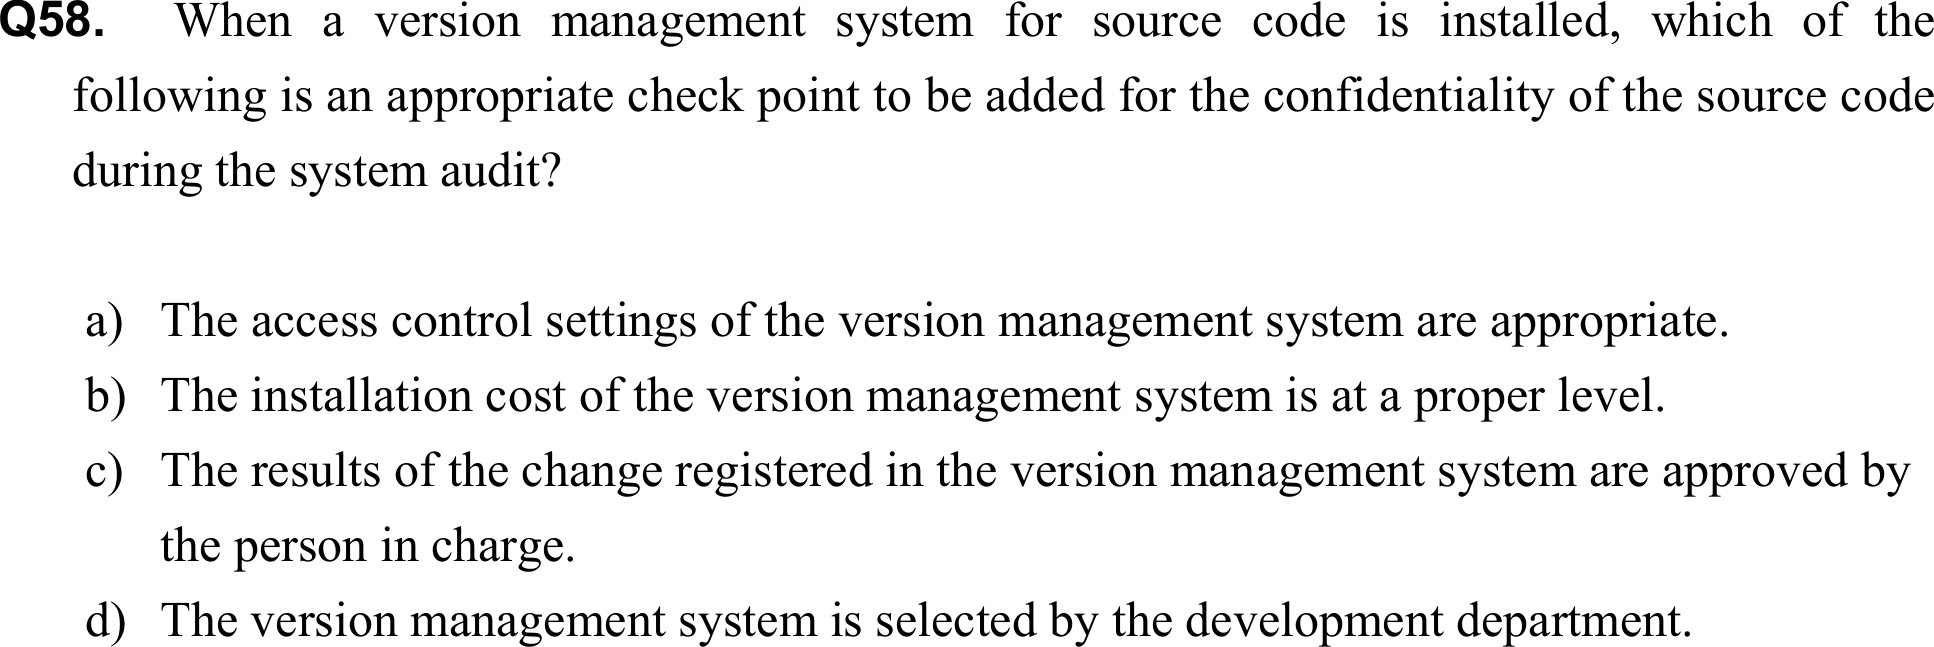 Q58. When a version management system for source code is installed, which of the
following is an appropriate check point to be added for the confidentiality of the source code
during the system audit?
a) The access control settings of the version management system are appropriate.
b) The installation cost of the version management system is at a proper level.
c) The results of the change registered in the version management system are approved by
the person in charge.
d) The version management system is selected by the development department.